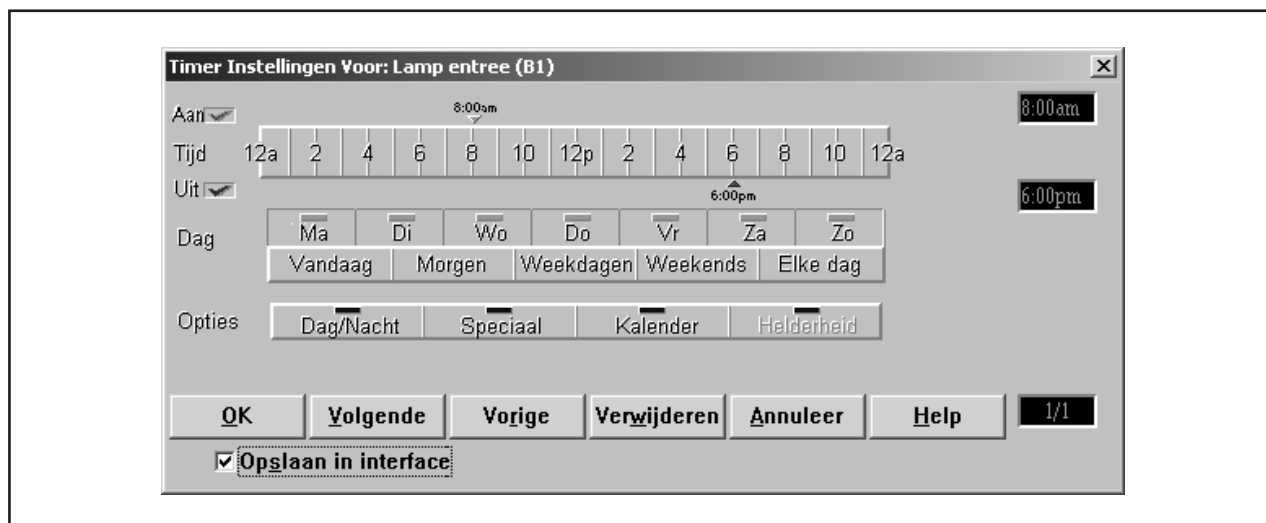 Timer Instellingen Voor: Lamp entree (B1)
Aan 8:00am 8:00am
Tijd 12a 2 4 6 8 10 12p 2 4 6 8 10 12a
Uit 6:00pm 6:00pm
Dag Ma Di Wo Do Vr Za Zo
Vandaag Morgen Weekdagen Weekends Elke dag
Opties Dag/Nacht Speciaal Kalender Helderheid
OK Volgende Vorige Verwijderen Annuleer Help 1/1
Opslaan in interface